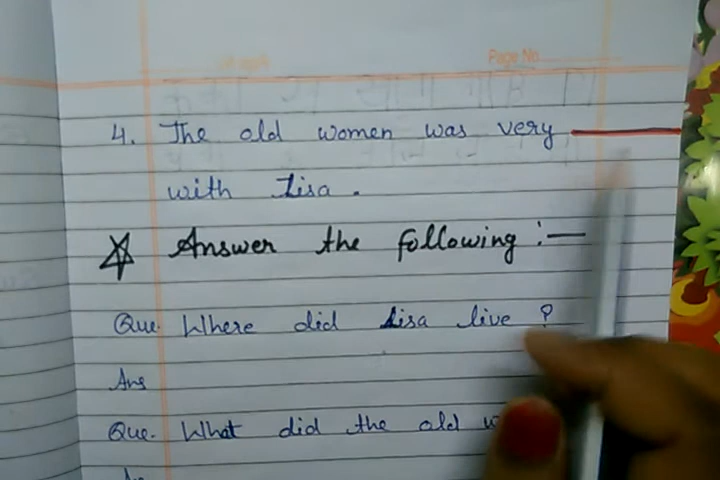 Page No.
4. The old women was very
with Lisa.
Answer the following :-
Que. Where did Lisa live ?
Ans
Que. What did the old